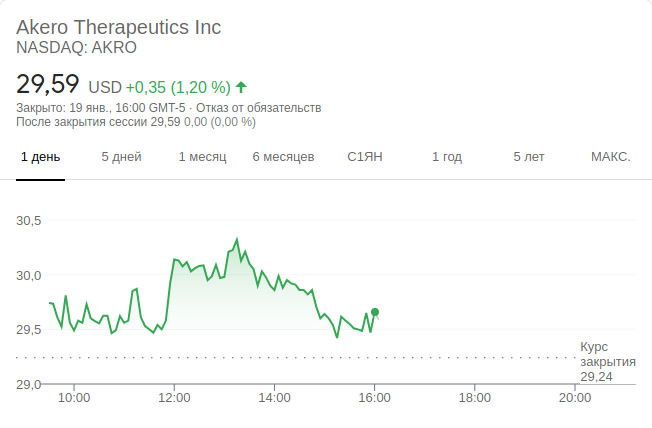 Akero Therapeutics Inc
NASDAQ: AKRO
29,59 USD +0,35 (1,20 %)
Закрыто: 19 янв., 16:00 GMT-5 · Отказ от обязательств
После закрытия сессии 29,59 0,00 (0,00 %)
1 день 5 дней 1 месяц 6 месяцев С1ЯН 1 год 5 лет МАКС.
30,5
30,0
29,5
Курс
закрытия
29,24
29,0
10:00 12:00 14:00 16:00 18:00 20:00